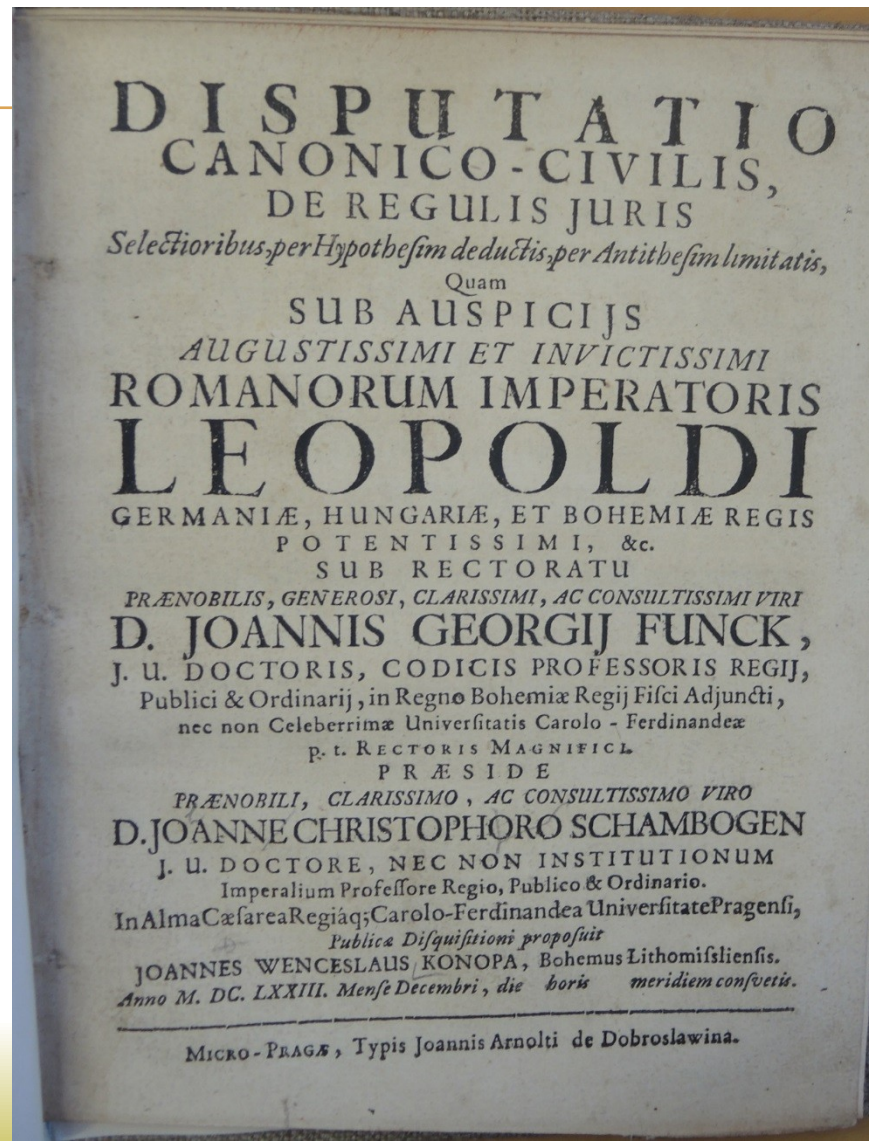 DISPUTATIO
CANONICO-CIVILIS,
DE REGULIS JURIS
Selectioribus, per Hypothesim deductis, per Antithesim limitatis,
Quam
SUB AUSPICIJS
AUGUSTISSIMI ET INVICTISSIMI
ROMANORUM IMPERATORIS
LEOPOLDI
GERMANIÆ, HUNGARIÆ, ET BOHEMIÆ REGIS
POTENTISSIMI, &c.
SUB RECTORATU
PRÆNOBILIS, GENEROSI, CLARISSIMI, AC CONSULTISSIMI VIRI
D. JOANNIS GEORGIJ FUNCK,
J. U. DOCTORIS, CODICIS PROFESSORIS REGIJ,
Publici & Ordinarij, in Regno Bohemiæ Regij Fiſci Adjuncti,
nec non Celeberrimæ Univerſitatis Carolo - Ferdinandeæ
p. t. RECTORIS MAGNIFICI.
PRÆSIDE
PRÆNOBILI, CLARISSIMO, AC CONSULTISSIMO VIRO
D. JOANNE CHRISTOPHORO SCHAMBOGEN
J. U. DOCTORE, NEC NON INSTITUTIONUM
Imperalium Profeſſore Regio, Publico & Ordinario.
In Alma Cæſarea Regiáq; Carolo-Ferdinandea Univerſitate Pragenſi,
Publicæ Diſquiſitioni propoſuit
JOANNES WENCESLAUS KONOPA, Bohemus Lithomiſslienſis.
Anno M. DC. LXXIII. Menſe Decembri, die horis meridiem conſvetis.
MICRO-PRAGÆ, Typis Joannis Arnolti de Dobroslawina.